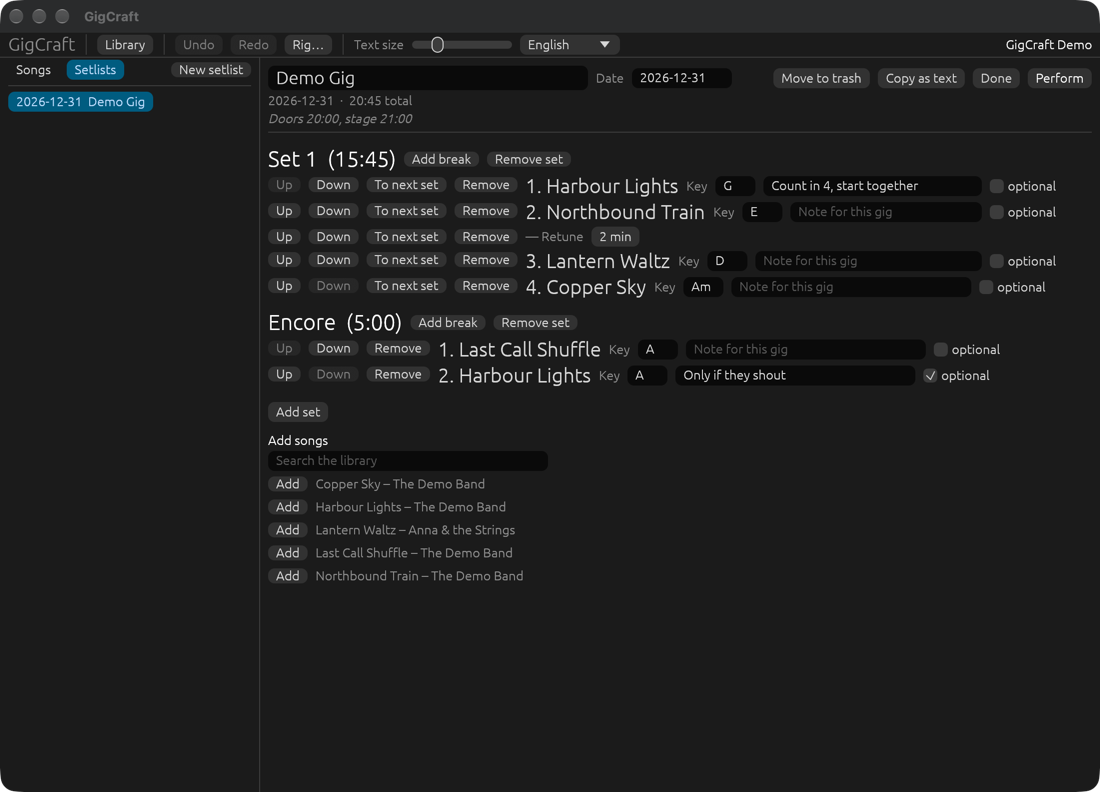 GigCraft
GigCraft Library Undo Redo Rig... Text size English GigCraft Demo
Songs Setlists New setlist
2026-12-31 Demo Gig
Demo Gig Date 2026-12-31 Move to trash Copy as text Done Perform
2026-12-31 · 20:45 total
Doors 20:00, stage 21:00
Set 1 (15:45) Add break Remove set
Up Down To next set Remove 1. Harbour Lights Key G Count in 4, start together optional
Up Down To next set Remove 2. Northbound Train Key E Note for this gig optional
Up Down To next set Remove — Retune 2 min
Up Down To next set Remove 3. Lantern Waltz Key D Note for this gig optional
Up Down To next set Remove 4. Copper Sky Key Am Note for this gig optional
Encore (5:00) Add break Remove set
Up Down Remove 1. Last Call Shuffle Key A Note for this gig optional
Up Down Remove 2. Harbour Lights Key A Only if they shout optional
Add set
Add songs
Search the library
Add Copper Sky – The Demo Band
Add Harbour Lights – The Demo Band
Add Lantern Waltz – Anna & the Strings
Add Last Call Shuffle – The Demo Band
Add Northbound Train – The Demo Band